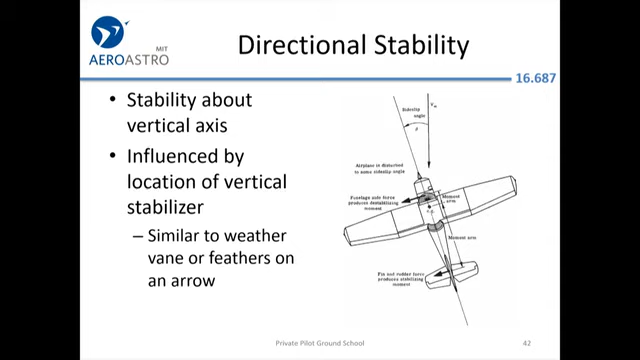 MIT
AEROASTRO
Directional Stability
16.687
• Stability about
vertical axis
• Influenced by
location of vertical
stabilizer
– Similar to weather
vane or feathers on
an arrow
Sideslip
angle
β
V∞
Airplane is disturbed
to some sideslip angle
Fuselage side force
produces destabilizing
moment
Moment
arm
c.g.
Moment arm
Fin and rudder force
produces stabilizing
moment
Private Pilot Ground School
42